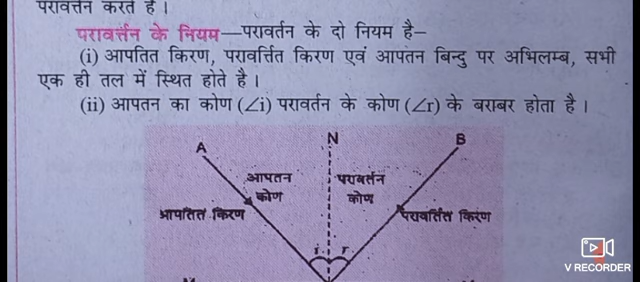 परावर्तन करते हैं।
परावर्त्तन के नियम—परावर्तन के दो नियम है–
(i) आपतित किरण, परावर्त्तित किरण एवं आपतन बिन्दु पर अभिलम्ब, सभी
एक ही तल में स्थित होते है।
(ii) आपतन का कोण (∠i) परावर्तन के कोण (∠r) के बराबर होता है।
A N B
आपतन परावर्तन
कोण कोण
आपतित किरण परावर्तित किरण
i r
V RECORDER